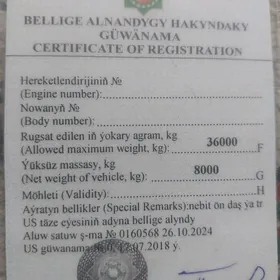 BELLIGE ALNANDYGY HAKYNDAKY
GÜWÄNAMA
CERTIFICATE OF REGISTRATION
Hereketlendirijiniň №
(Engine number):
Nowanyň №
(Body number):
Rugsat edilen iň ýokary agram, kg
36000
(Allowed maximum weight, kg) F
Ýüksüz massasy, kg
8000
(Net weight of vehicle, kg) G
Möhleti (Validity): H
Aýratyn bellikler (Special Remarks):nebit ön daş ýa tr
US täze eýesiniň adyna bellige alyndy
Aluw satuw ş-ma № 0160568 26.10.2024
US güwanama 12.07.2018 y.